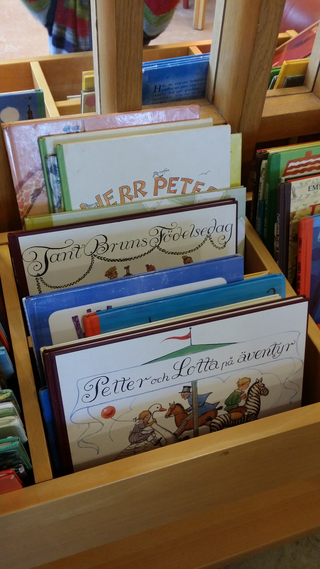 HERR PETER
Tant Bruns Födelsedag
Petter och Lotta på äventyr